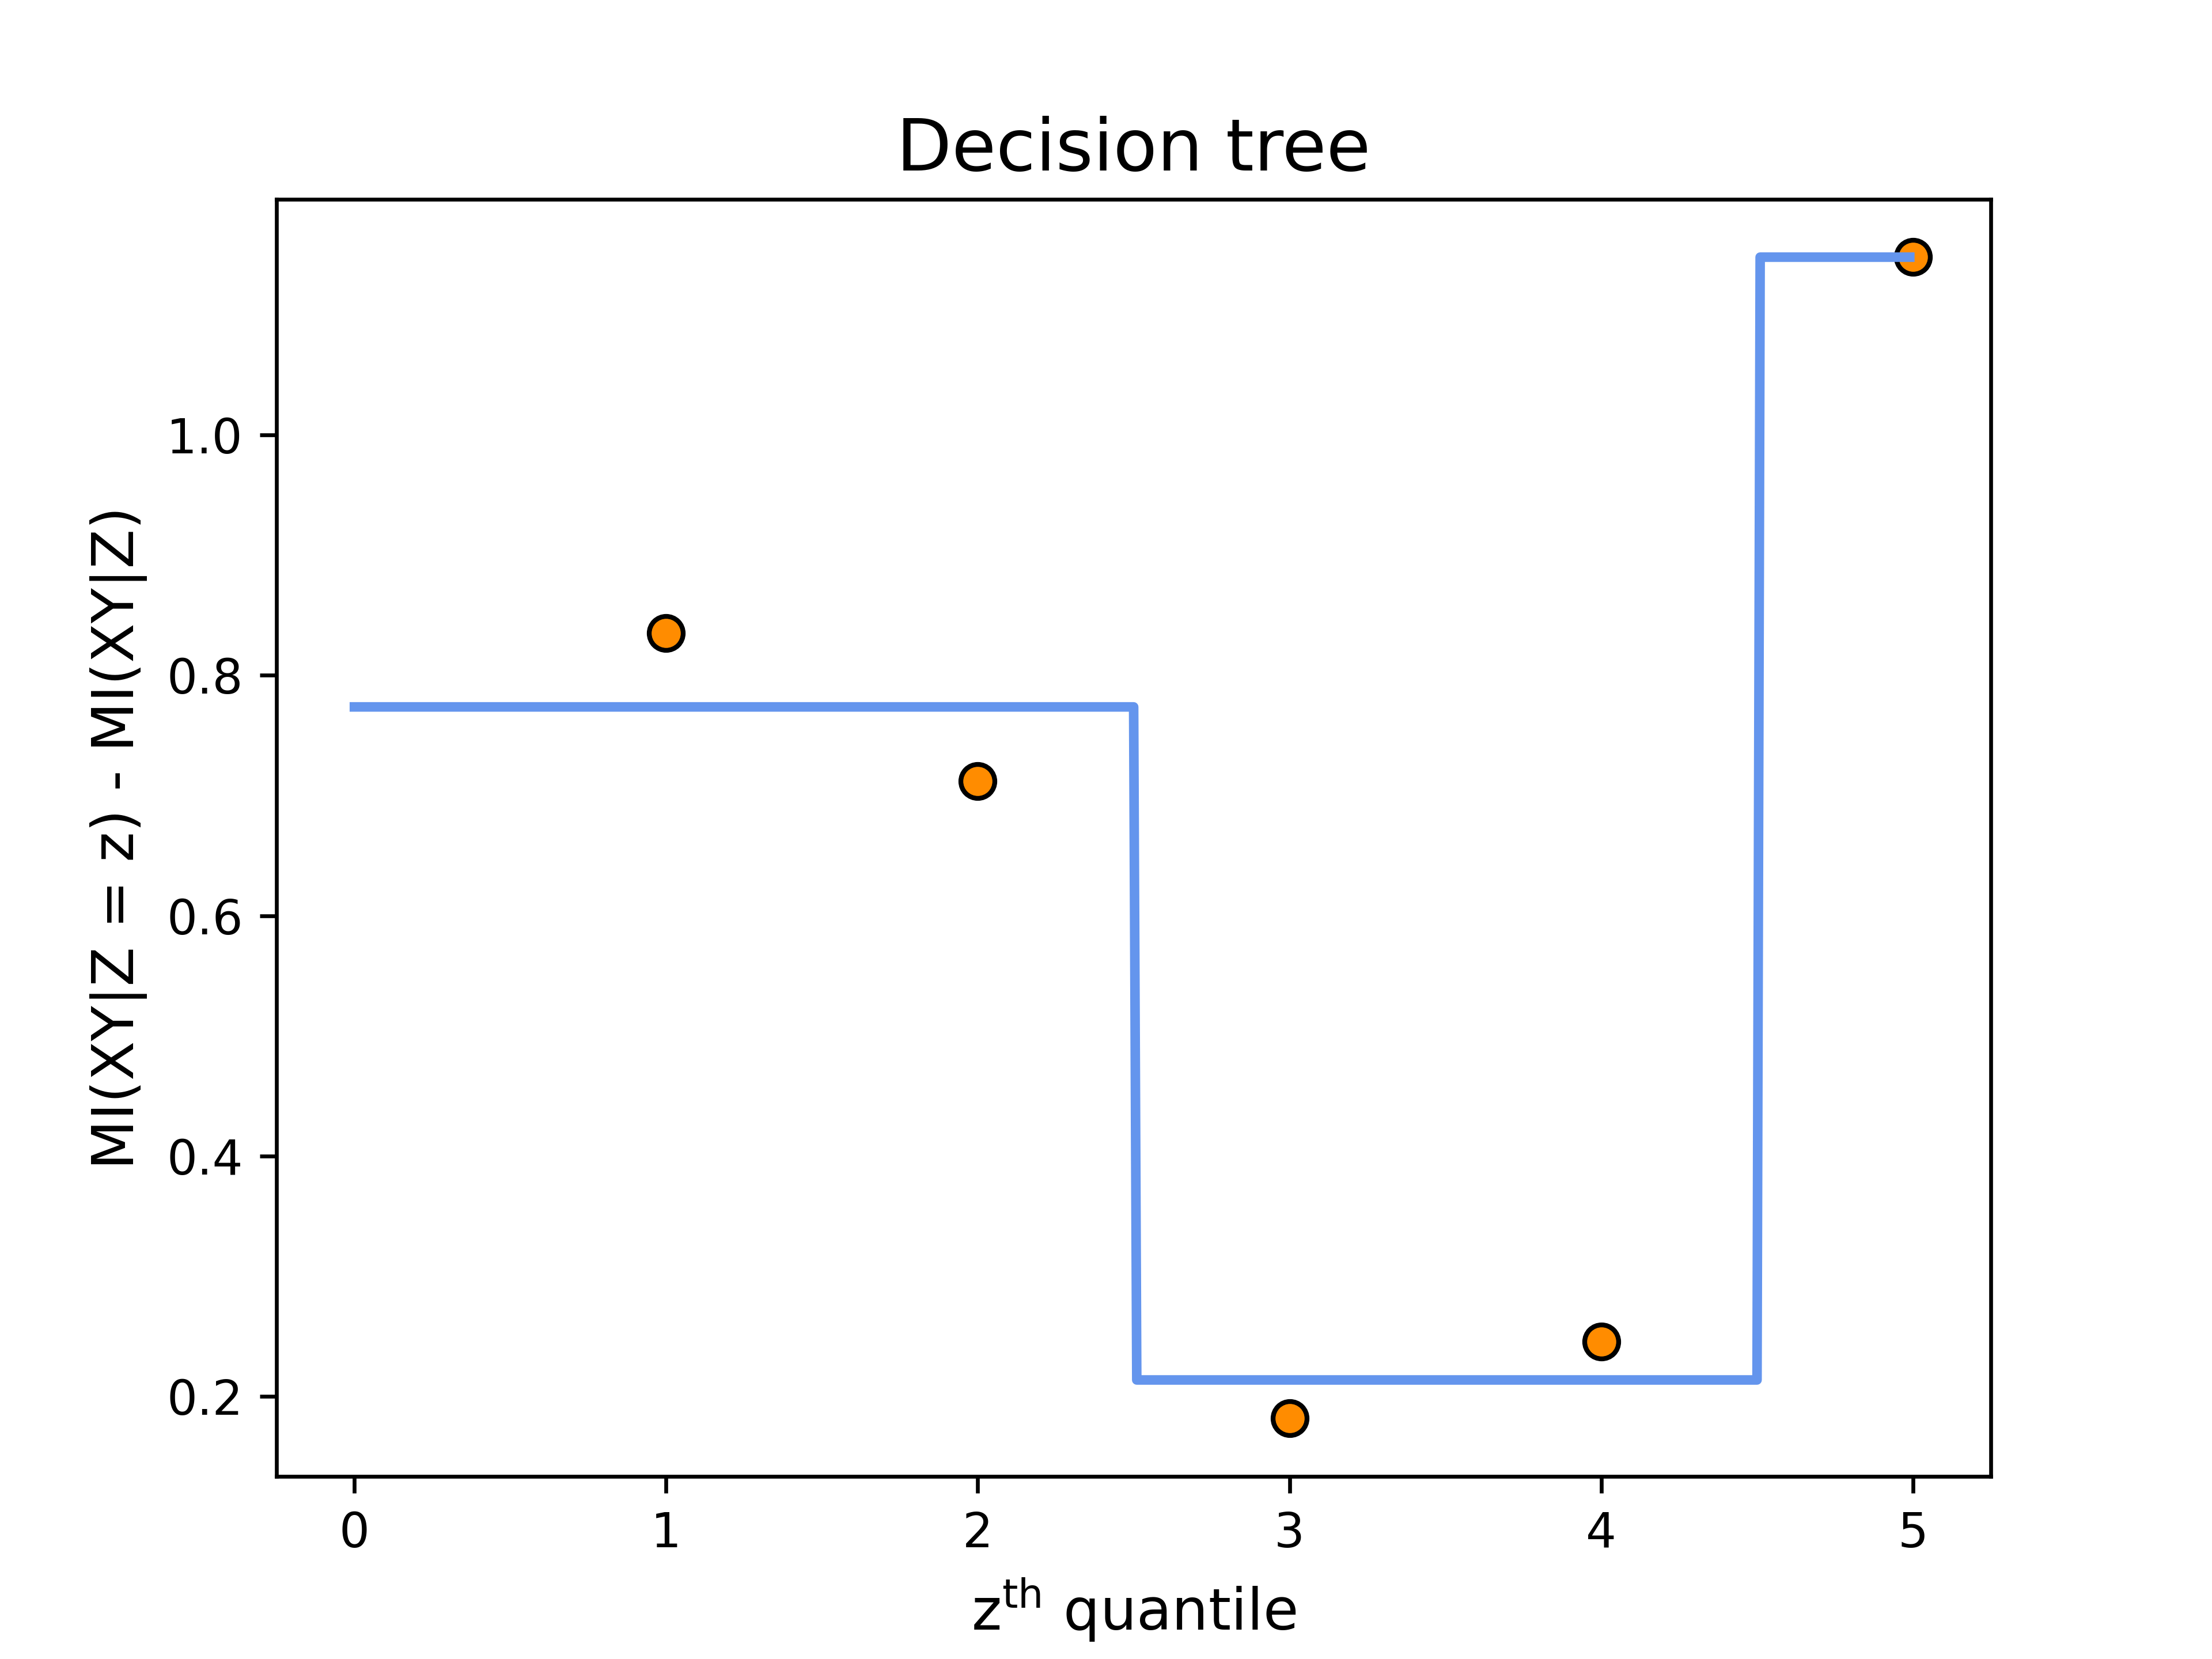 Decision tree
MI(XY|Z = z) - MI(XY|Z)
1.0
0.8
0.6
0.4
0.2
0 1 2 3 4 5
zth quantile